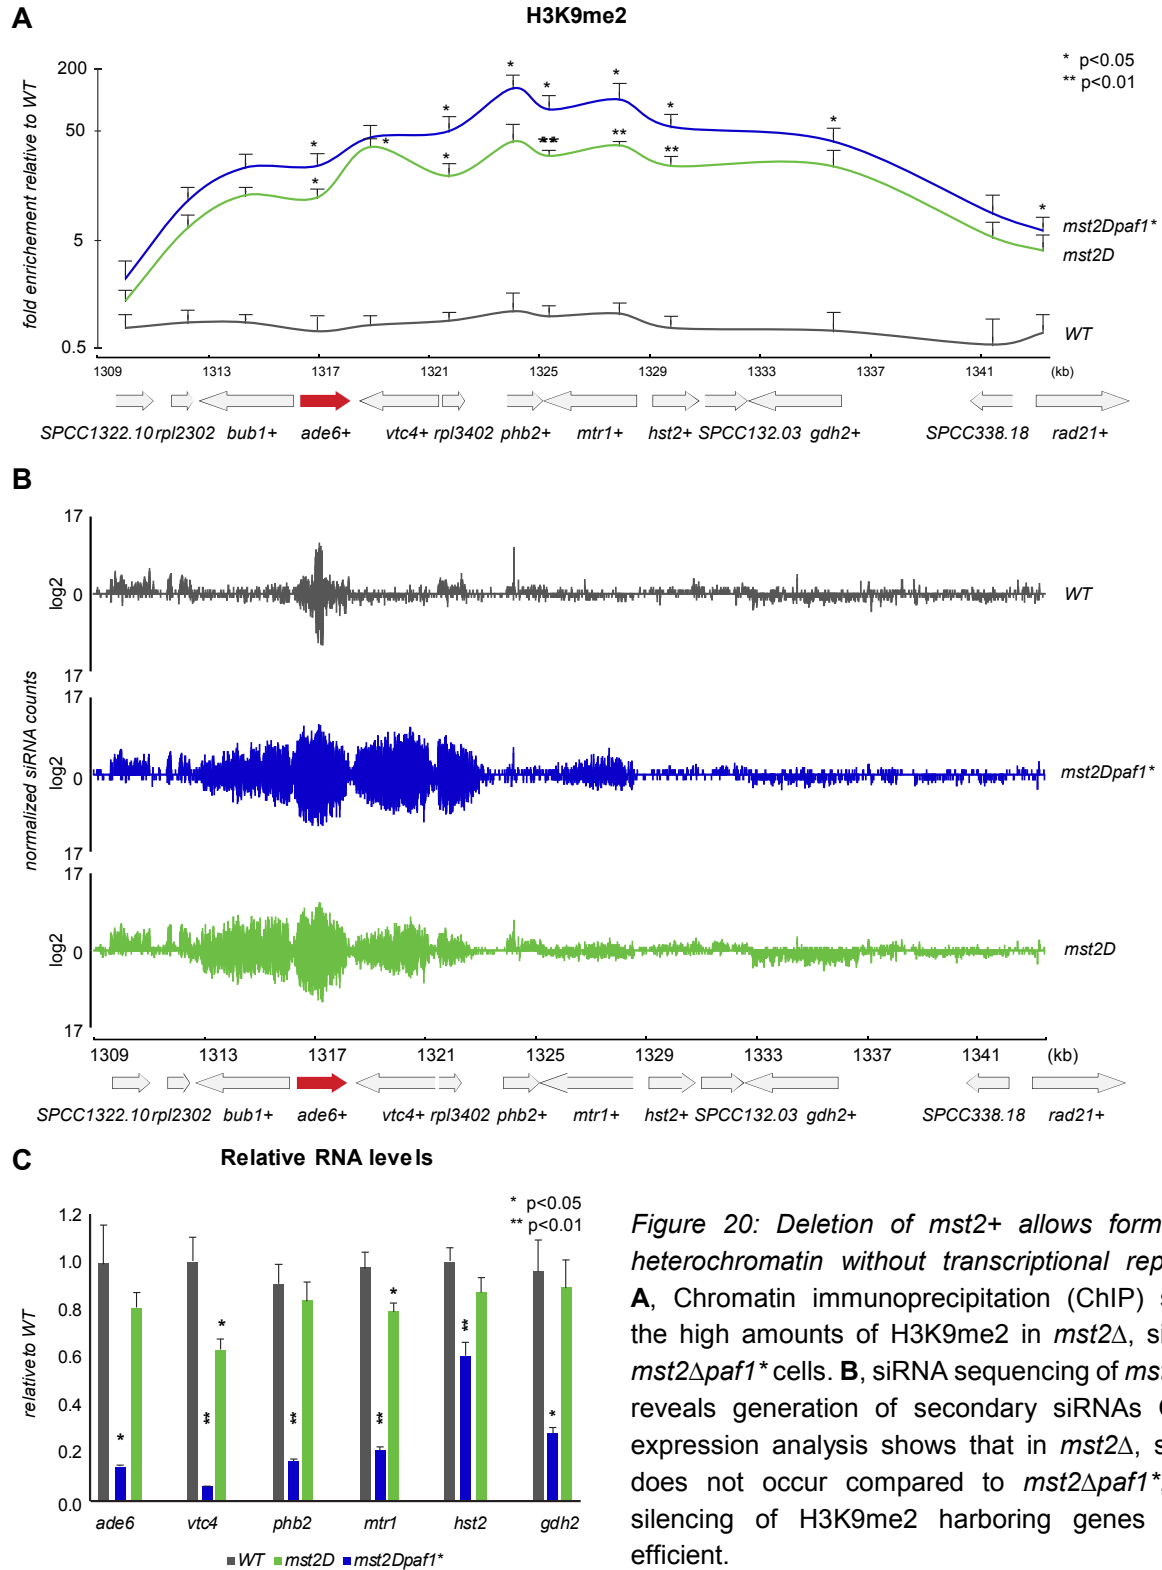 A
H3K9me2
* p<0.05
** p<0.01
fold enrichement relative to WT
200
50
5
0.5
* * * * * * * * * * ** ** ** * *
mst2Dpaf1*
mst2D
WT
1309 1313 1317 1321 1325 1329 1333 1337 1341 (kb)
SPCC1322.10 rpl2302 bub1+ ade6+ vtc4+ rpl3402 phb2+ mtr1+ hst2+ SPCC132.03 gdh2+ SPCC338.18 rad21+
B
normalized siRNA counts
17
log2 0
17
WT
17
log2 0
17
mst2Dpaf1*
17
log2 0
17
mst2D
1309 1313 1317 1321 1325 1329 1333 1337 1341 (kb)
SPCC1322.10 rpl2302 bub1+ ade6+ vtc4+ rpl3402 phb2+ mtr1+ hst2+ SPCC132.03 gdh2+ SPCC338.18 rad21+
C
Relative RNA levels
* p<0.05
** p<0.01
relative to WT
1.2
1.0
0.8
0.6
0.4
0.2
0.0
* ** * ** ** * ** *
ade6 vtc4 phb2 mtr1 hst2 gdh2
WT mst2D mst2Dpaf1*
Figure 20: Deletion of mst2+ allows form
heterochromatin without transcriptional rep
A, Chromatin immunoprecipitation (ChIP) s
the high amounts of H3K9me2 in mst2Δ, si
mst2Δpaf1* cells. B, siRNA sequencing of mst
reveals generation of secondary siRNAs
expression analysis shows that in mst2Δ, s
does not occur compared to mst2Δpaf1*
silencing of H3K9me2 harboring genes
efficient.